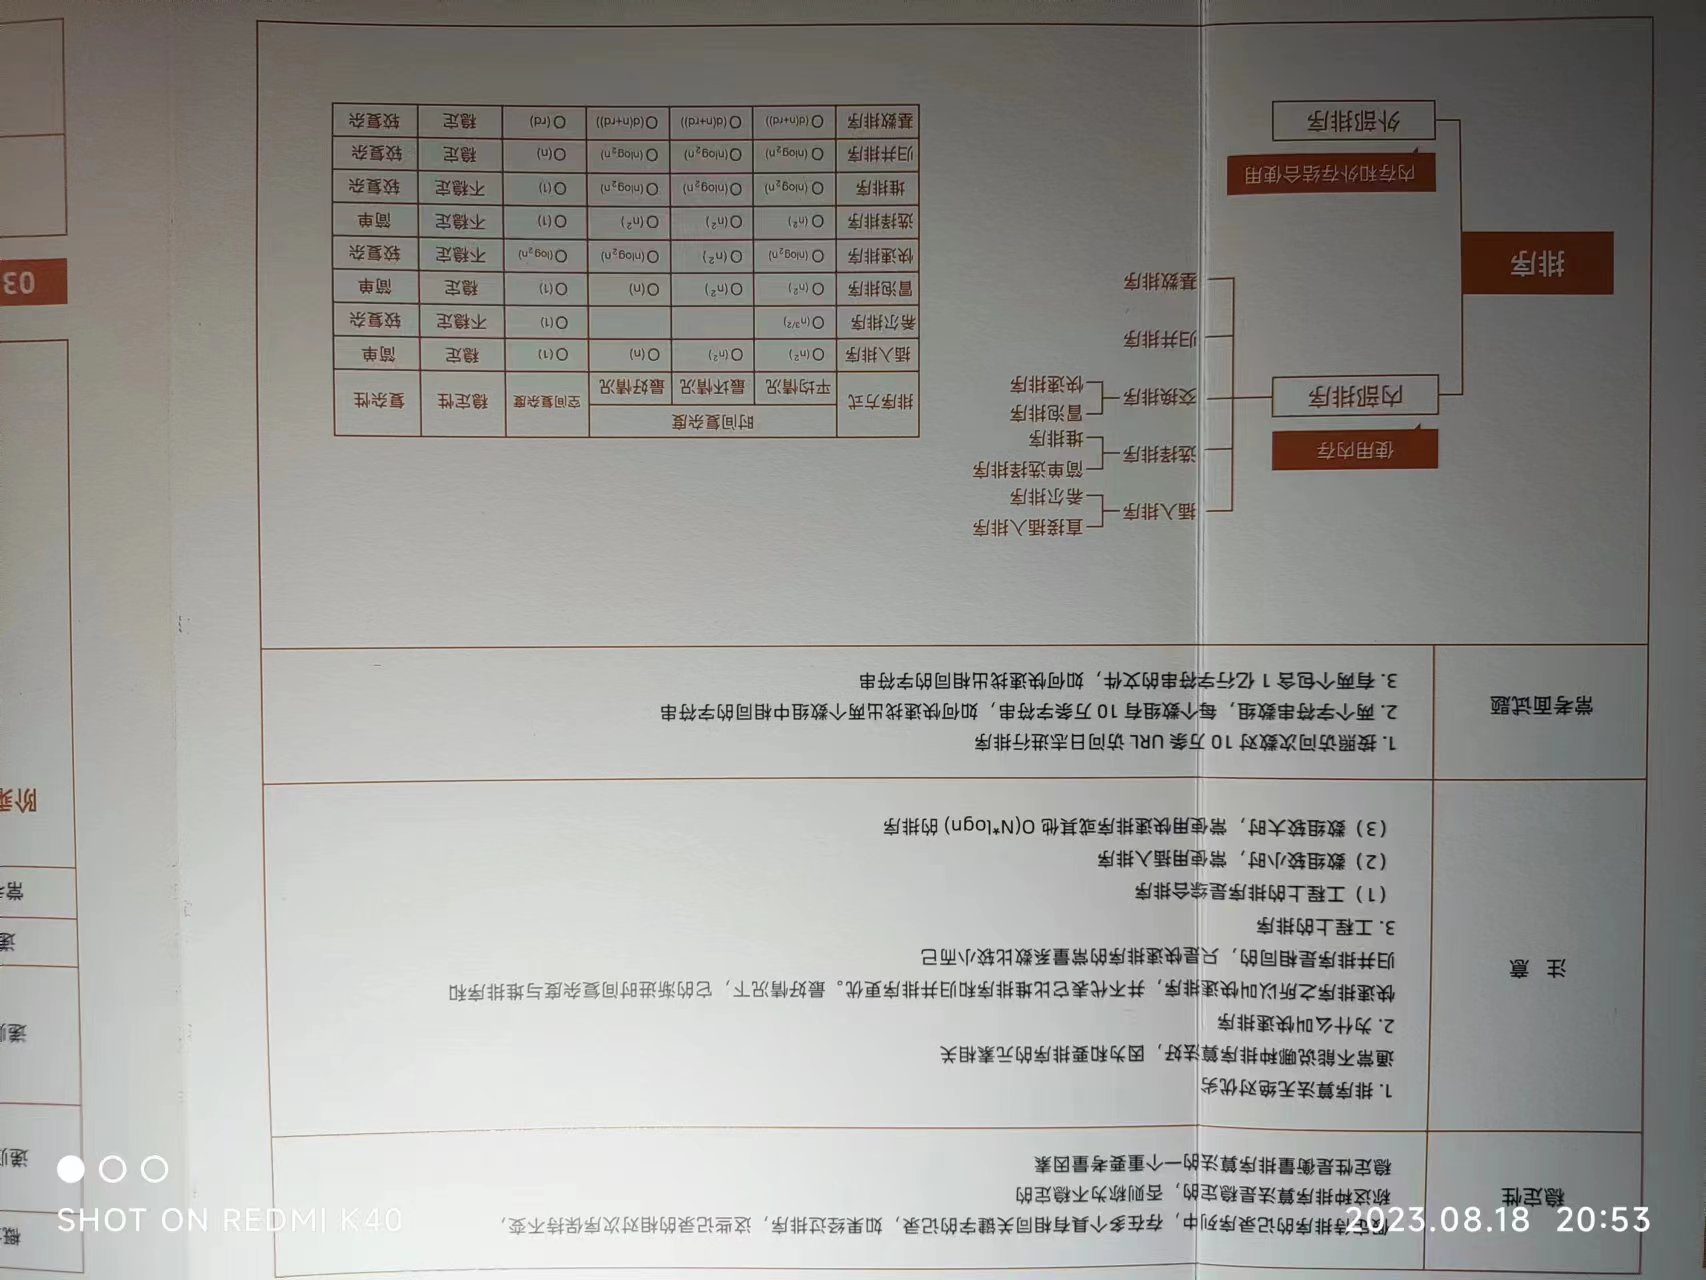 稳定性
待排序的记录序列中，存在多个具有相同关键字的记录，如果经过排序，这些记录的相对次序保持不变，
称这种排序算法是稳定的，否则称为不稳定的
稳定性是衡量排序算法的一个重要考量因素
注 意
1. 排序算法无绝对优劣
通常不能说哪种排序算法好，因为和要排序的元素相关
2. 为什么叫快速排序
快速排序之所以叫快速排序，并不代表它比堆排序和归并排序更优。最好情况下，它的渐进时间复杂度与堆排序和
归并排序是相同的，只是快速排序的常量系数比较小而已
3. 工程上的排序
（1）工程上的排序是综合排序
（2）数组较小时，常使用插入排序
（3）数组较大时，常使用快速排序或其他 O(N*logn) 的排序
常考面试题
1. 按照访问次数对 10 万条 URL 访问日志进行排序
2. 两个字符串数组，每个数组有 10 万条字符串，如何快速找出两个数组中相同的字符串
3. 有两个包含 1 亿行字符串的文件，如何快速找出相同的字符串
排序
使用内存
内部排序
插入排序
直接插入排序
希尔排序
选择排序
简单选择排序
堆排序
交换排序
冒泡排序
快速排序
归并排序
基数排序
内存和外存结合使用
外部排序
排序方式 时间复杂度 空间复杂度 稳定性 复杂性
平均情况 最坏情况 最好情况
插入排序 O(n²) O(n²) O(n) O(1) 稳定 简单
希尔排序 O(n^3/2) O(1) 不稳定 较复杂
冒泡排序 O(n²) O(n²) O(n) O(1) 稳定 简单
快速排序 O(nlog₂n) O(n²) O(nlog₂n) O(log₂n) 不稳定 较复杂
选择排序 O(n²) O(n²) O(n²) O(1) 不稳定 简单
堆排序 O(nlog₂n) O(nlog₂n) O(nlog₂n) O(1) 不稳定 较复杂
归并排序 O(nlog₂n) O(nlog₂n) O(nlog₂n) O(n) 稳定 较复杂
基数排序 O(d(n+rd)) O(d(n+rd)) O(d(n+rd)) O(rd) 稳定 较复杂
03
SHOT ON REDMI K40
2023.08.18 20:53